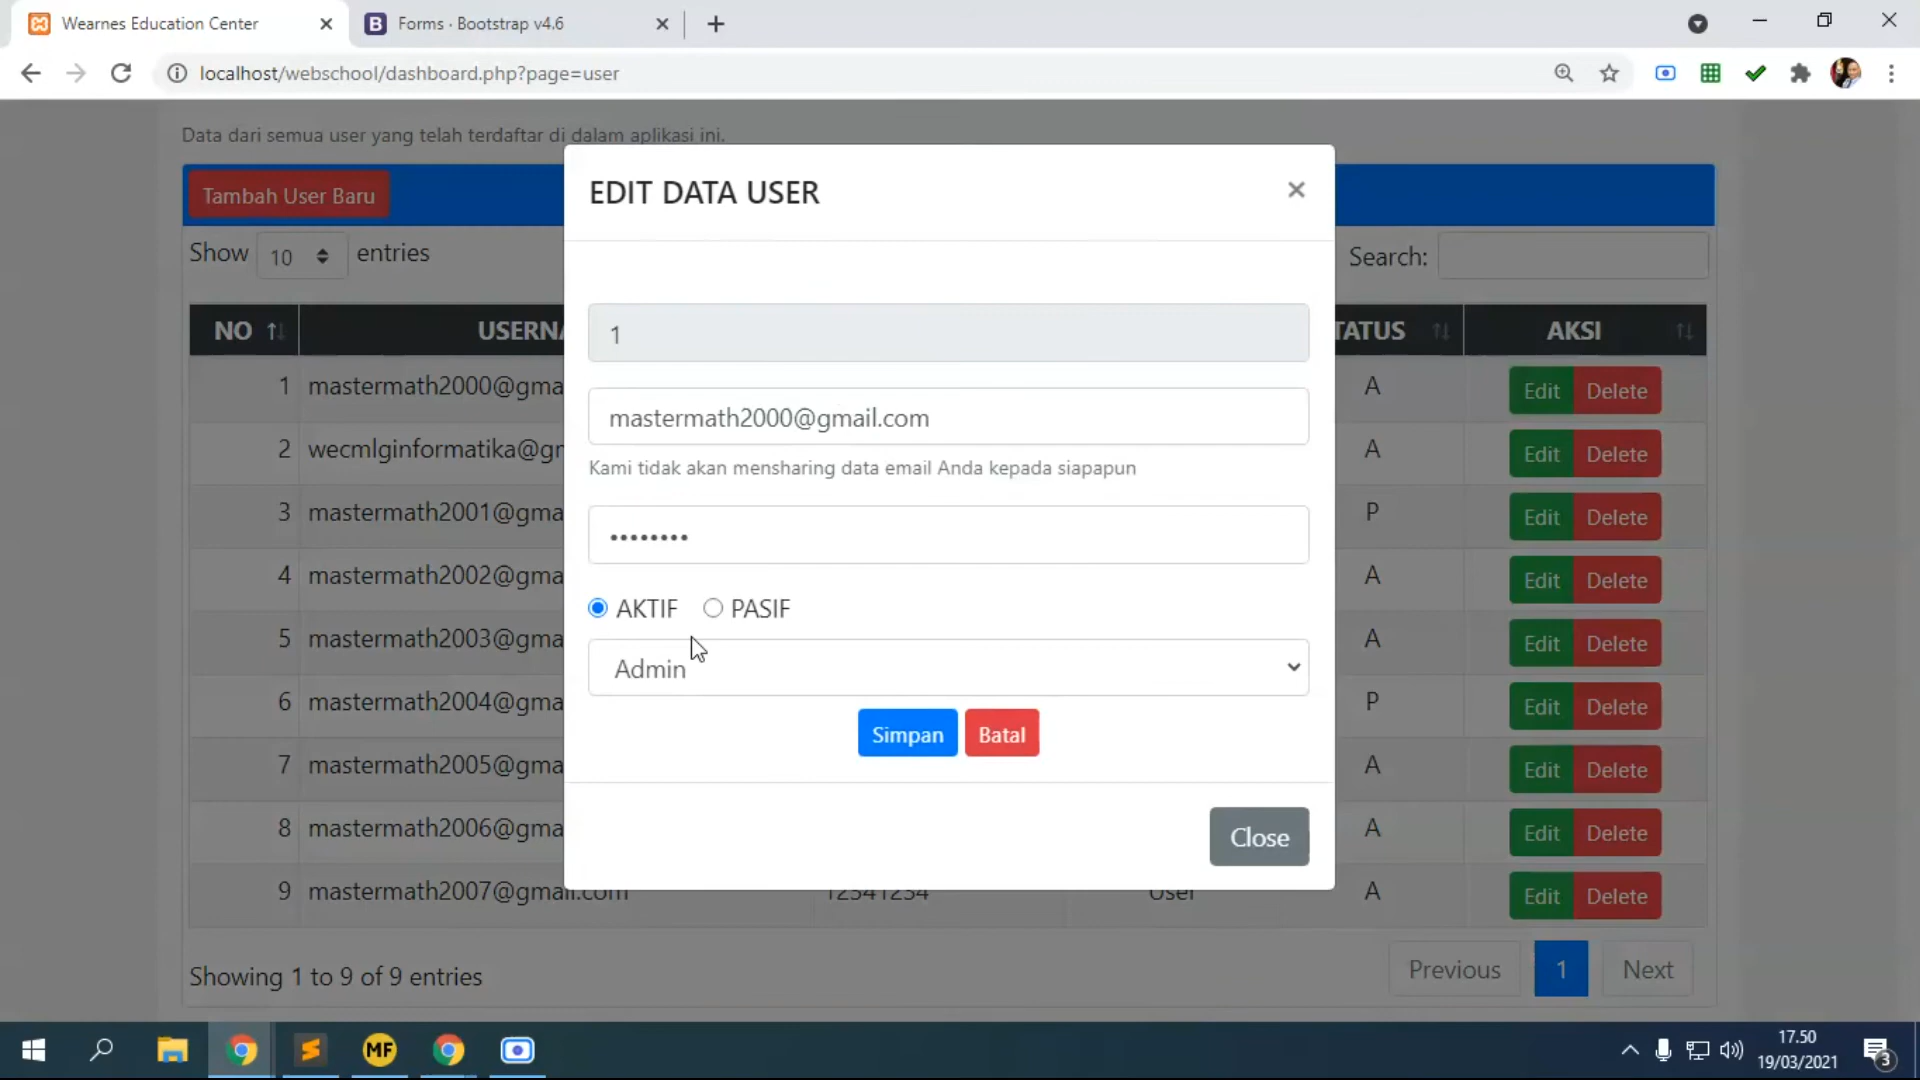 Wearnes Education Center
Forms · Bootstrap v4.6
localhost/webschool/dashboard.php?page=user
Data dari semua user yang telah terdaftar di dalam aplikasi ini.
Tambah User Baru
Show 10 entries
Search:
NO USERNA TATUS AKSI
1 mastermath2000@gma A Edit Delete
2 wecmlginformatika@gr A Edit Delete
3 mastermath2001@gma P Edit Delete
4 mastermath2002@gma A Edit Delete
5 mastermath2003@gma A Edit Delete
6 mastermath2004@gma P Edit Delete
7 mastermath2005@gma A Edit Delete
8 mastermath2006@gma A Edit Delete
9 mastermath2007@gmail.com 12341234 User A Edit Delete
Showing 1 to 9 of 9 entries
Previous 1 Next
EDIT DATA USER
×
1
mastermath2000@gmail.com
Kami tidak akan mensharing data email Anda kepada siapapun
••••••••
AKTIF PASIF
Admin
Simpan Batal
Close
MF
17.50
19/03/2021
3